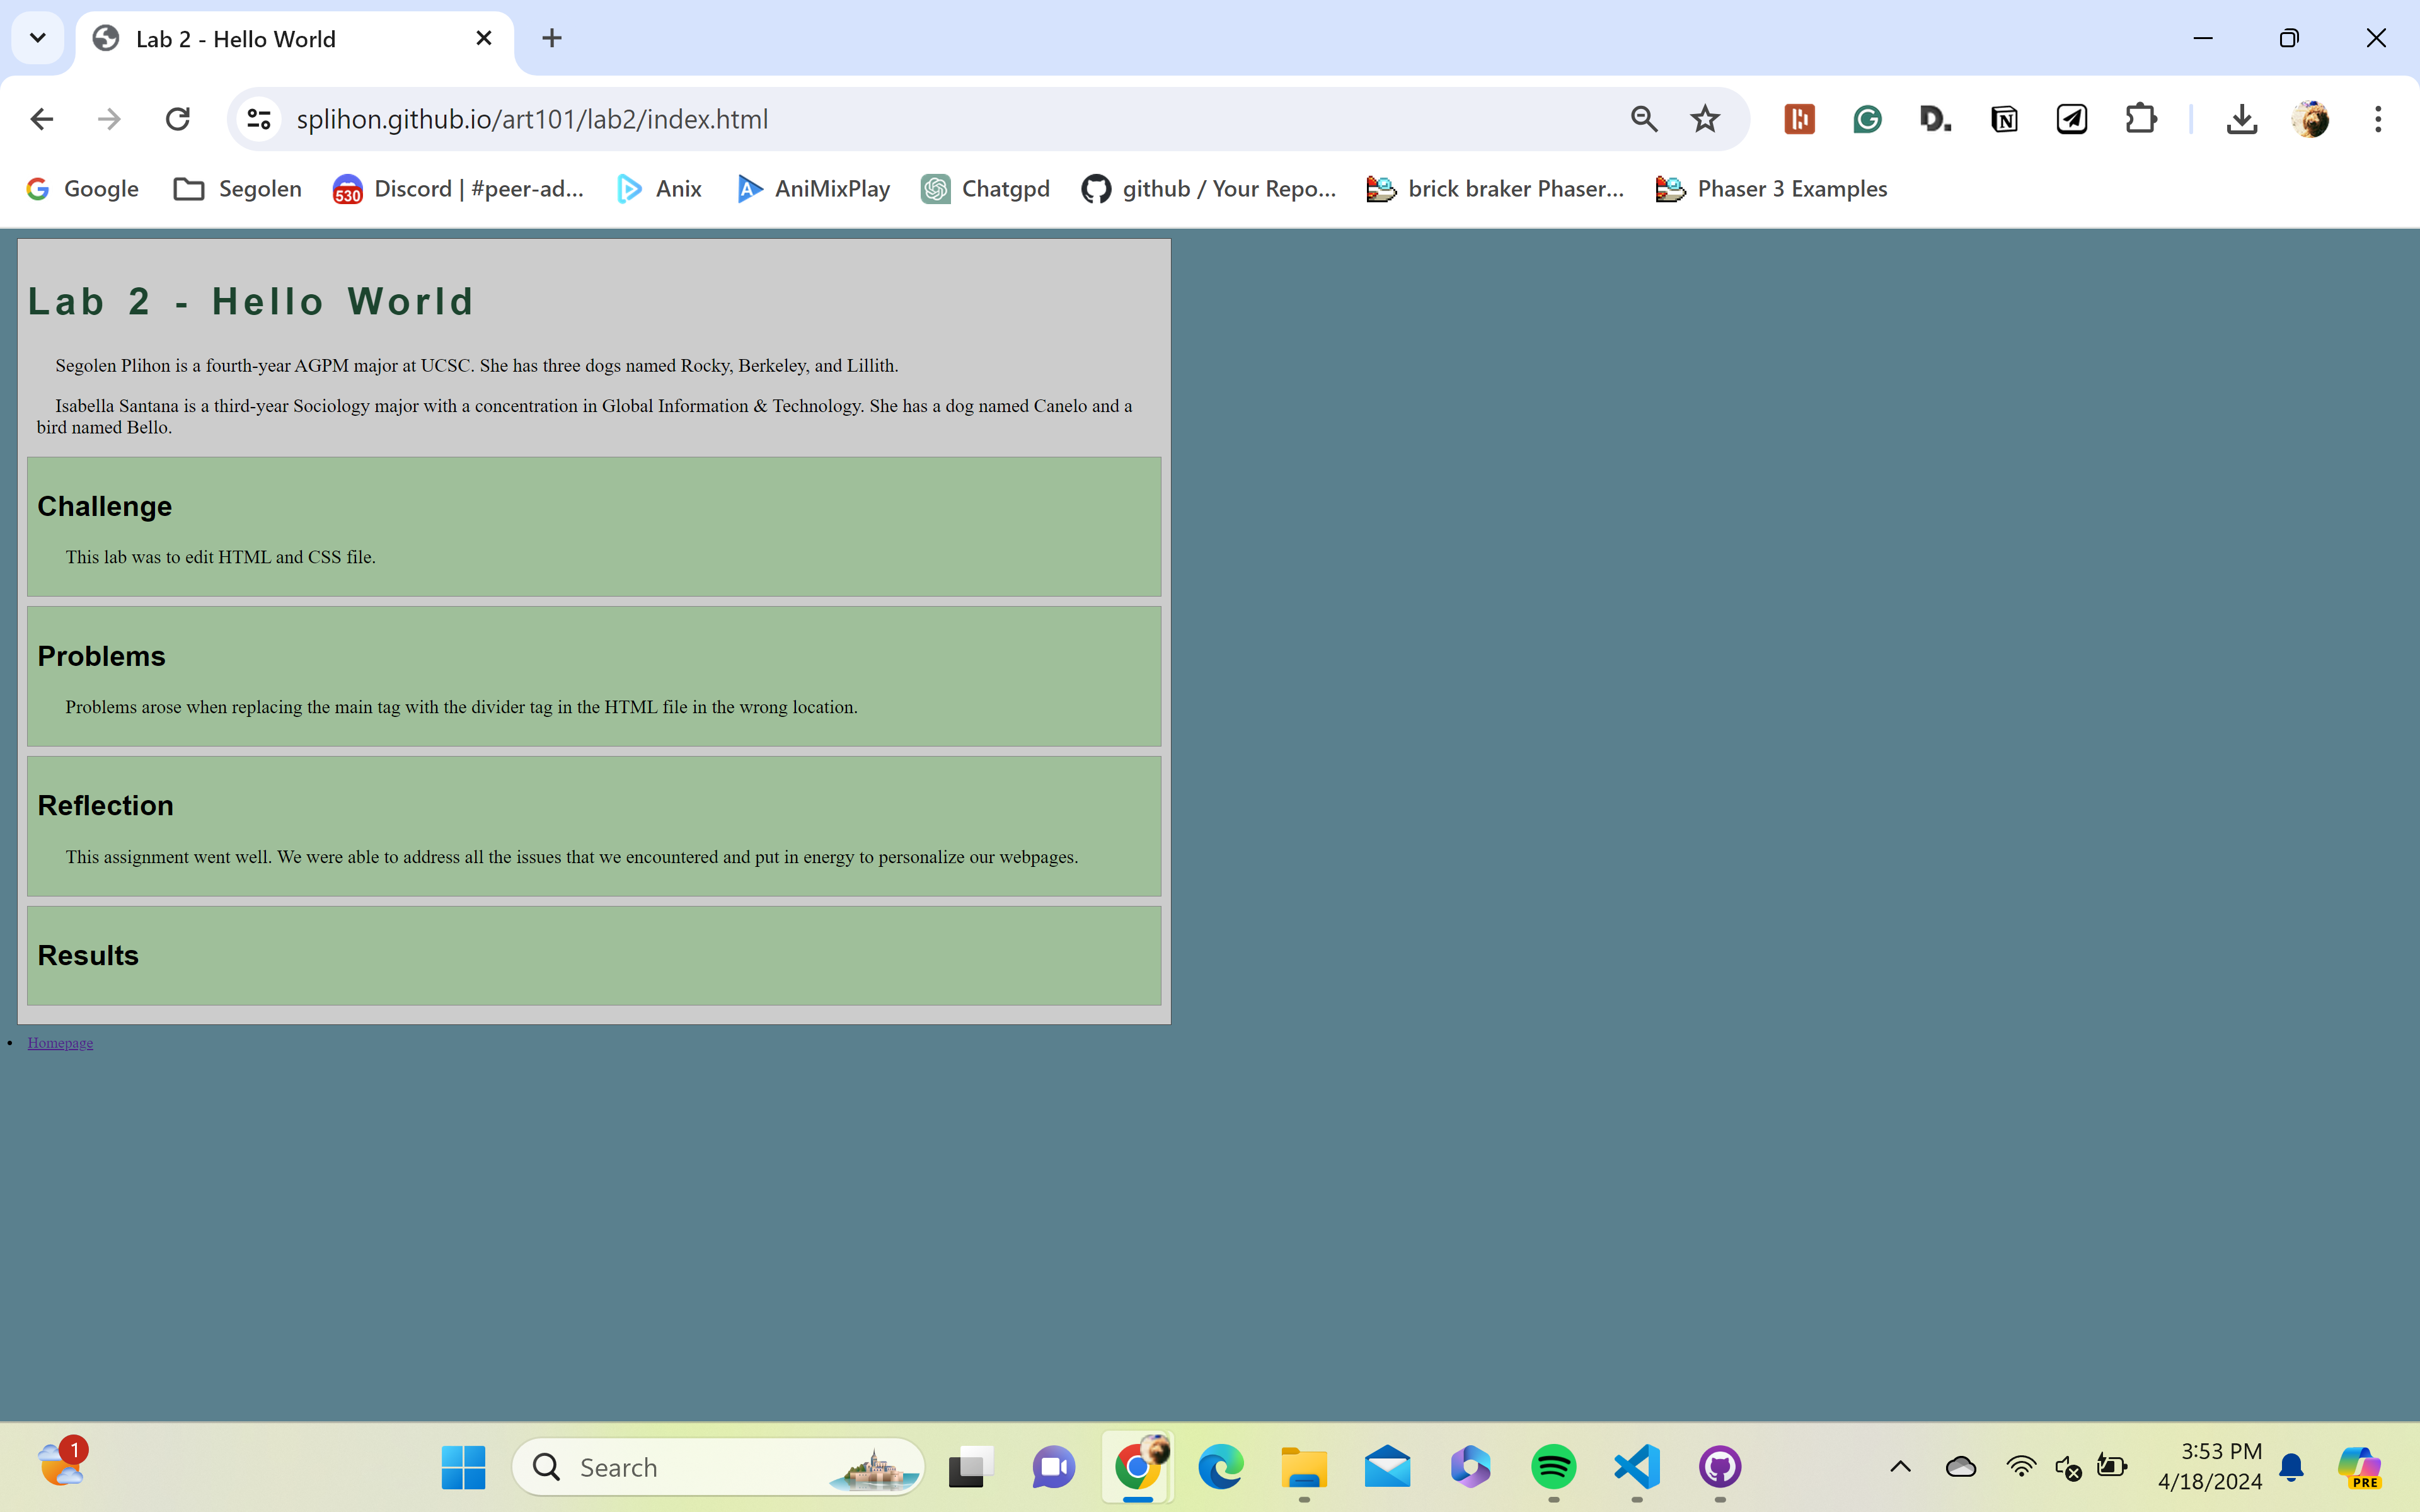 Lab 2 - Hello World
splihon.github.io/art101/lab2/index.html
Google
Segolen
530
Discord | #peer-ad...
Anix
AniMixPlay
Chatgpd
github / Your Repo...
brick braker Phaser...
Phaser 3 Examples
Lab 2 - Hello World
Segolen Plihon is a fourth-year AGPM major at UCSC. She has three dogs named Rocky, Berkeley, and Lillith.
Isabella Santana is a third-year Sociology major with a concentration in Global Information & Technology. She has a dog named Canelo and a
bird named Bello.
Challenge
This lab was to edit HTML and CSS file.
Problems
Problems arose when replacing the main tag with the divider tag in the HTML file in the wrong location.
Reflection
This assignment went well. We were able to address all the issues that we encountered and put in energy to personalize our webpages.
Results
Homepage
1
Search
3:53 PM
4/18/2024
PRE